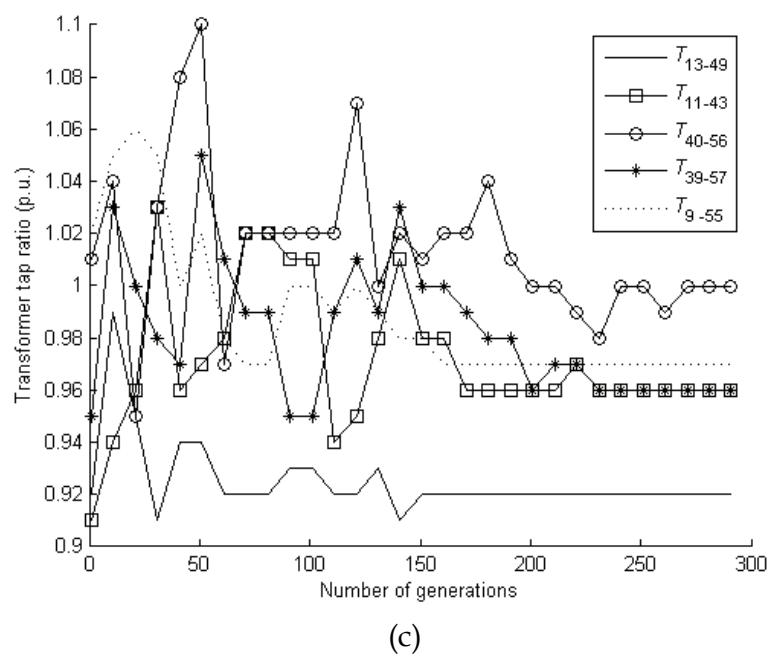 1.1
1.08
1.06
1.04
1.02
1
0.98
0.96
0.94
0.92
0.9
Transformer tap ratio (p.u.)
T13-49
T11-43
T40-56
T39-57
T9 -55
0 50 100 150 200 250 300
Number of generations
(c)